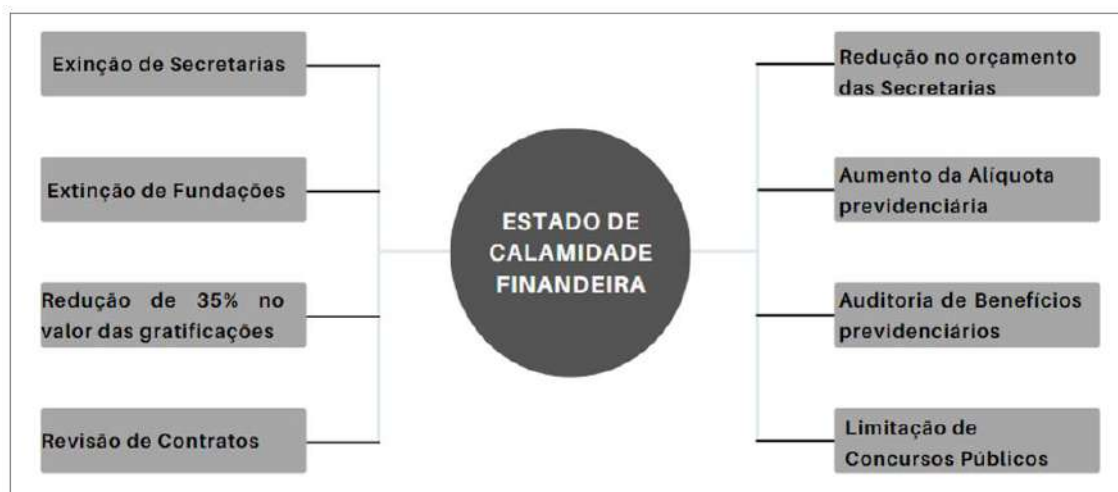 Exinção de Secretarias
Extinção de Fundações
Redução de 35% no
valor das gratificações
Revisão de Contratos
ESTADO DE
CALAMIDADE
FINANDEIRA
Redução no orçamento
das Secretarias
Aumento da Alíquota
previdenciária
Auditoria de Benefícios
previdenciários
Limitação de
Concursos Públicos